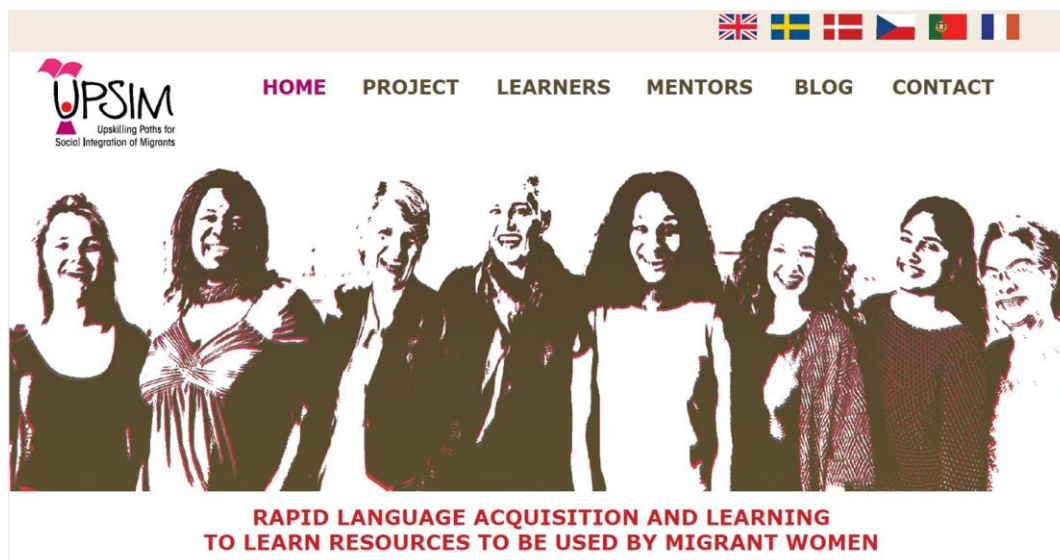 UPSIM
Upskilling Paths for
Social Integration of Migrants
HOME PROJECT LEARNERS MENTORS BLOG CONTACT
RAPID LANGUAGE ACQUISITION AND LEARNING
TO LEARN RESOURCES TO BE USED BY MIGRANT WOMEN